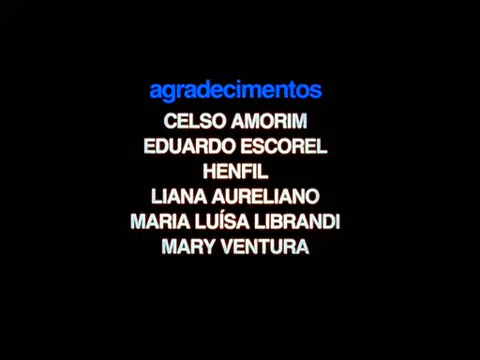 agradecimentos
CELSO AMORIM
EDUARDO ESCOREL
HENFIL
LIANA AURELIANO
MARIA LUÍSA LIBRANDI
MARY VENTURA